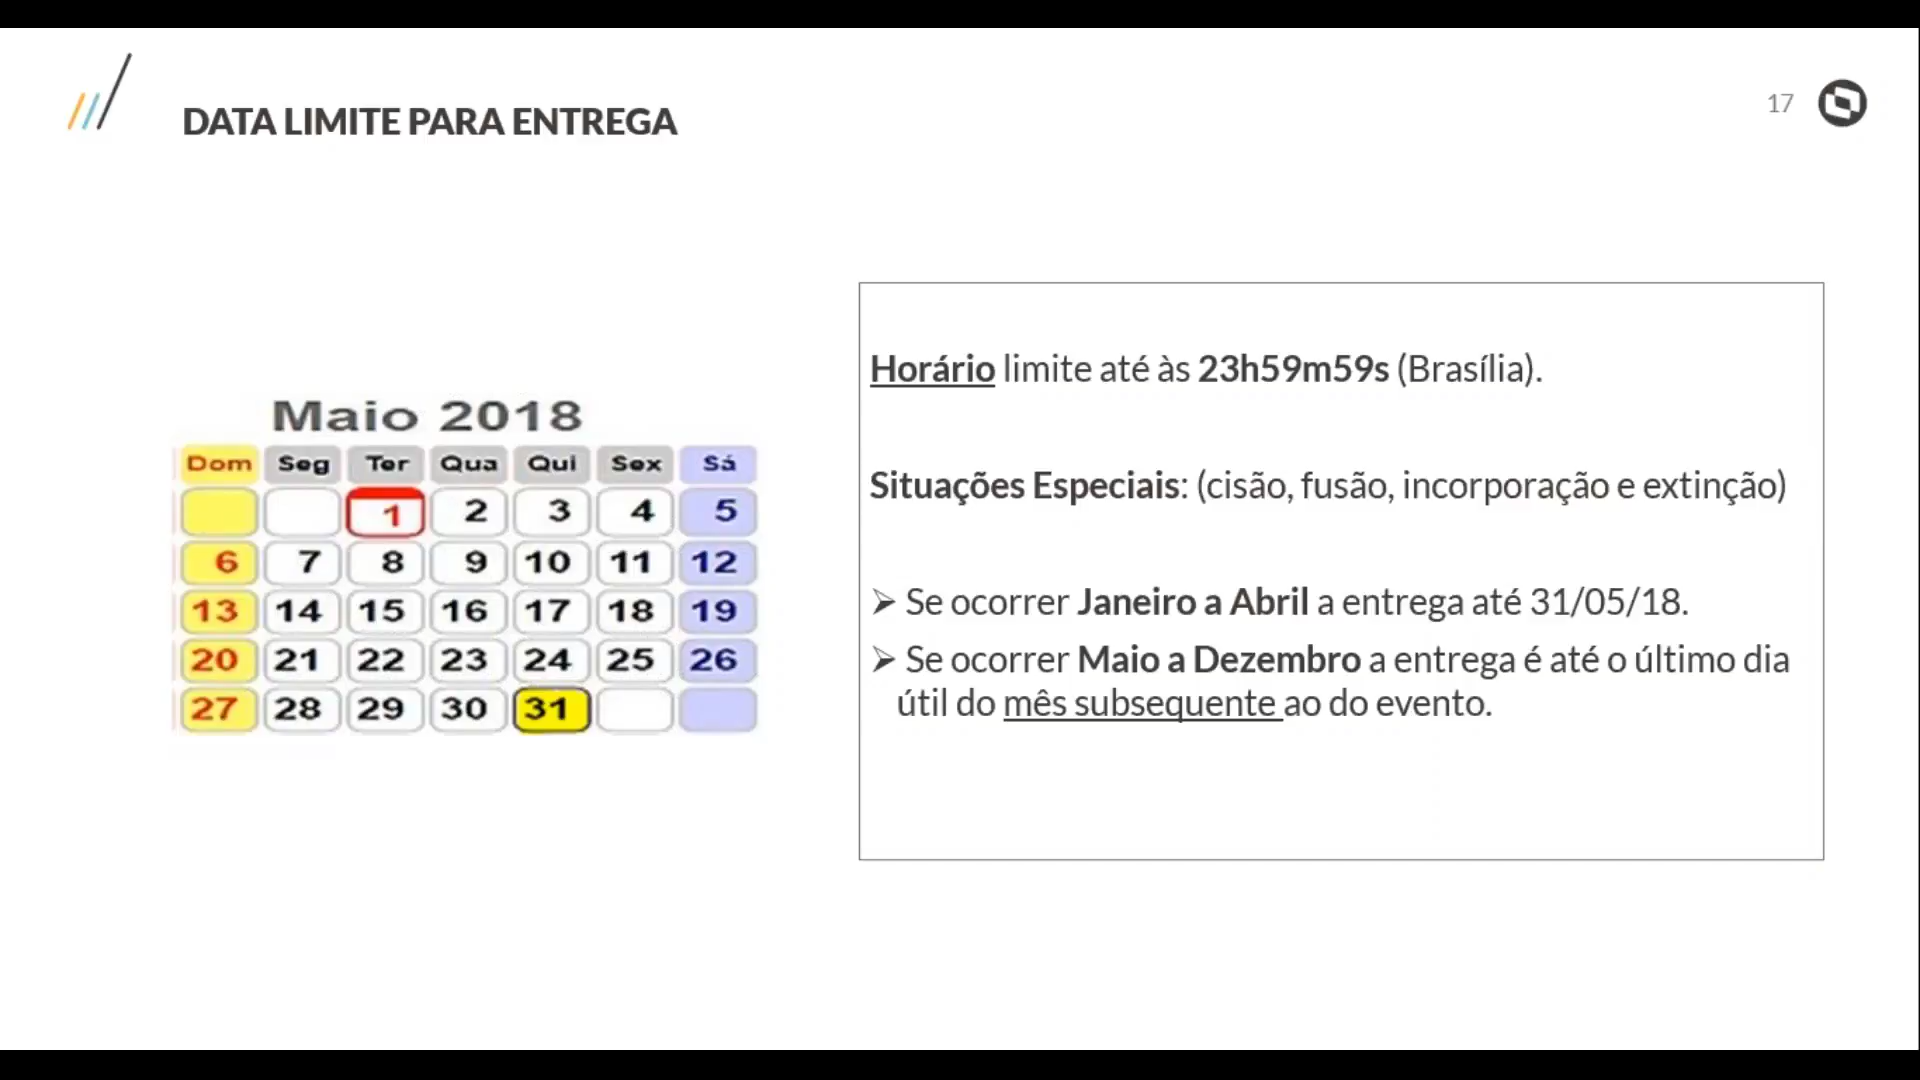 DATA LIMITE PARA ENTREGA
17
Maio 2018
Dom Seg Ter Qua Qui Sex Sá
1 2 3 4 5
6 7 8 9 10 11 12
13 14 15 16 17 18 19
20 21 22 23 24 25 26
27 28 29 30 31
Horário limite até às 23h59m59s (Brasília).
Situações Especiais: (cisão, fusão, incorporação e extinção)
➢ Se ocorrer Janeiro a Abril a entrega até 31/05/18.
➢ Se ocorrer Maio a Dezembro a entrega é até o último dia
útil do mês subsequente ao do evento.